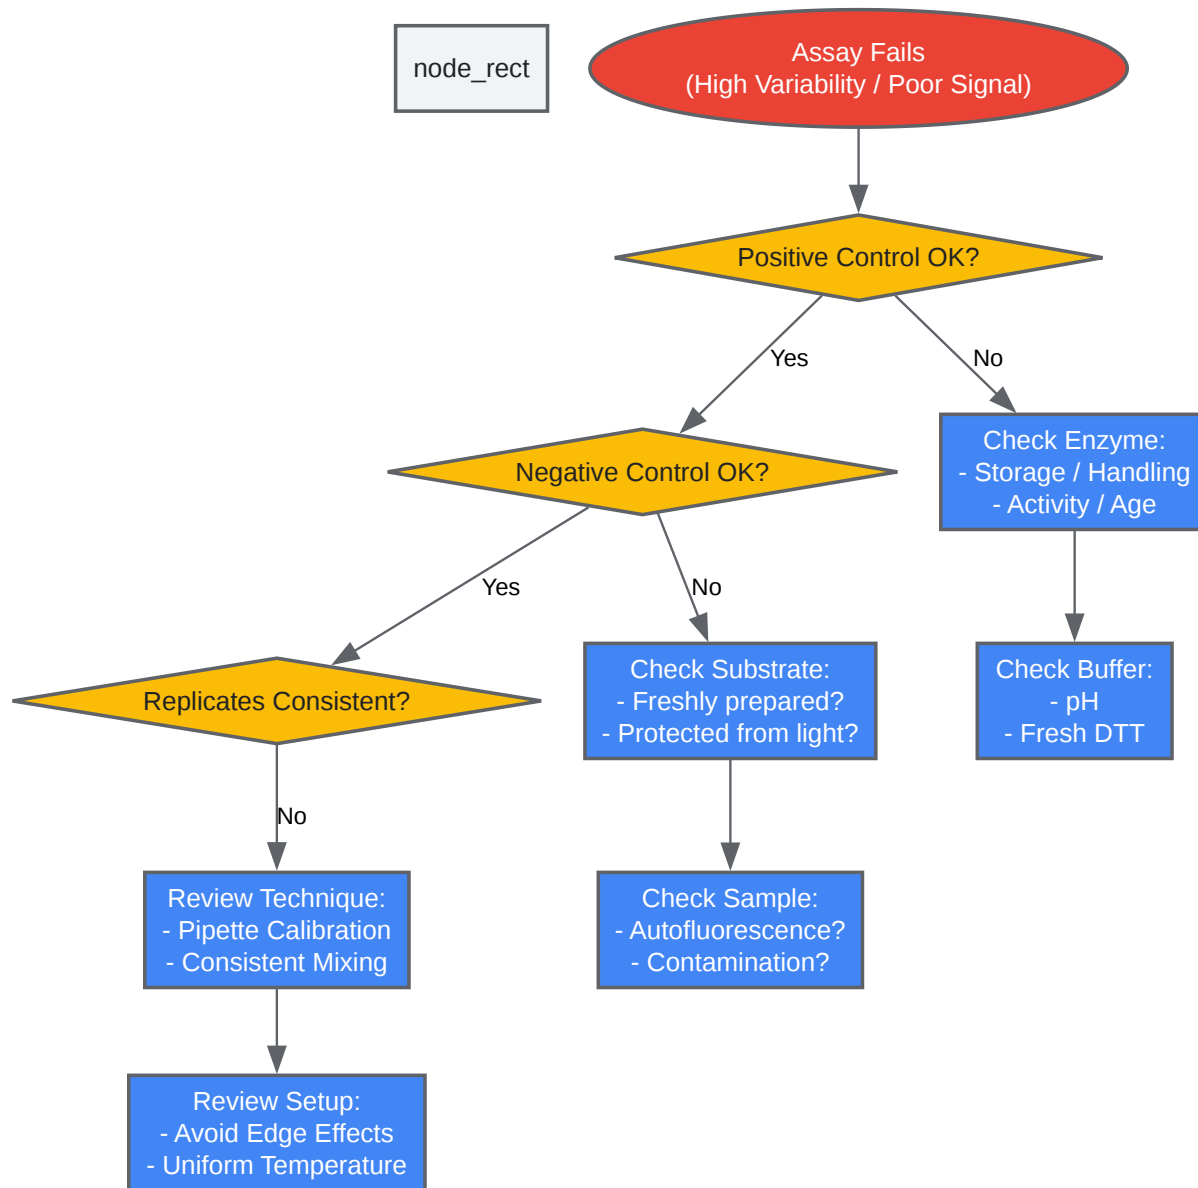 node_rect
Assay Fails
(High Variability / Poor Signal)
Positive Control OK?
Yes
No
Check Enzyme:
- Storage / Handling
- Activity / Age
Negative Control OK?
Yes
No
Check Substrate:
- Freshly prepared?
- Protected from light?
Check Buffer:
- pH
- Fresh DTT
Replicates Consistent?
No
Review Technique:
- Pipette Calibration
- Consistent Mixing
Check Sample:
- Autofluorescence?
- Contamination?
Review Setup:
- Avoid Edge Effects
- Uniform Temperature